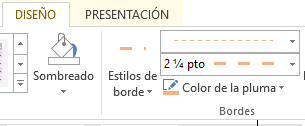 DISEÑO PRESENTACIÓN
Sombreado
Estilos de
borde
2 ¼ pto
Color de la pluma
Bordes